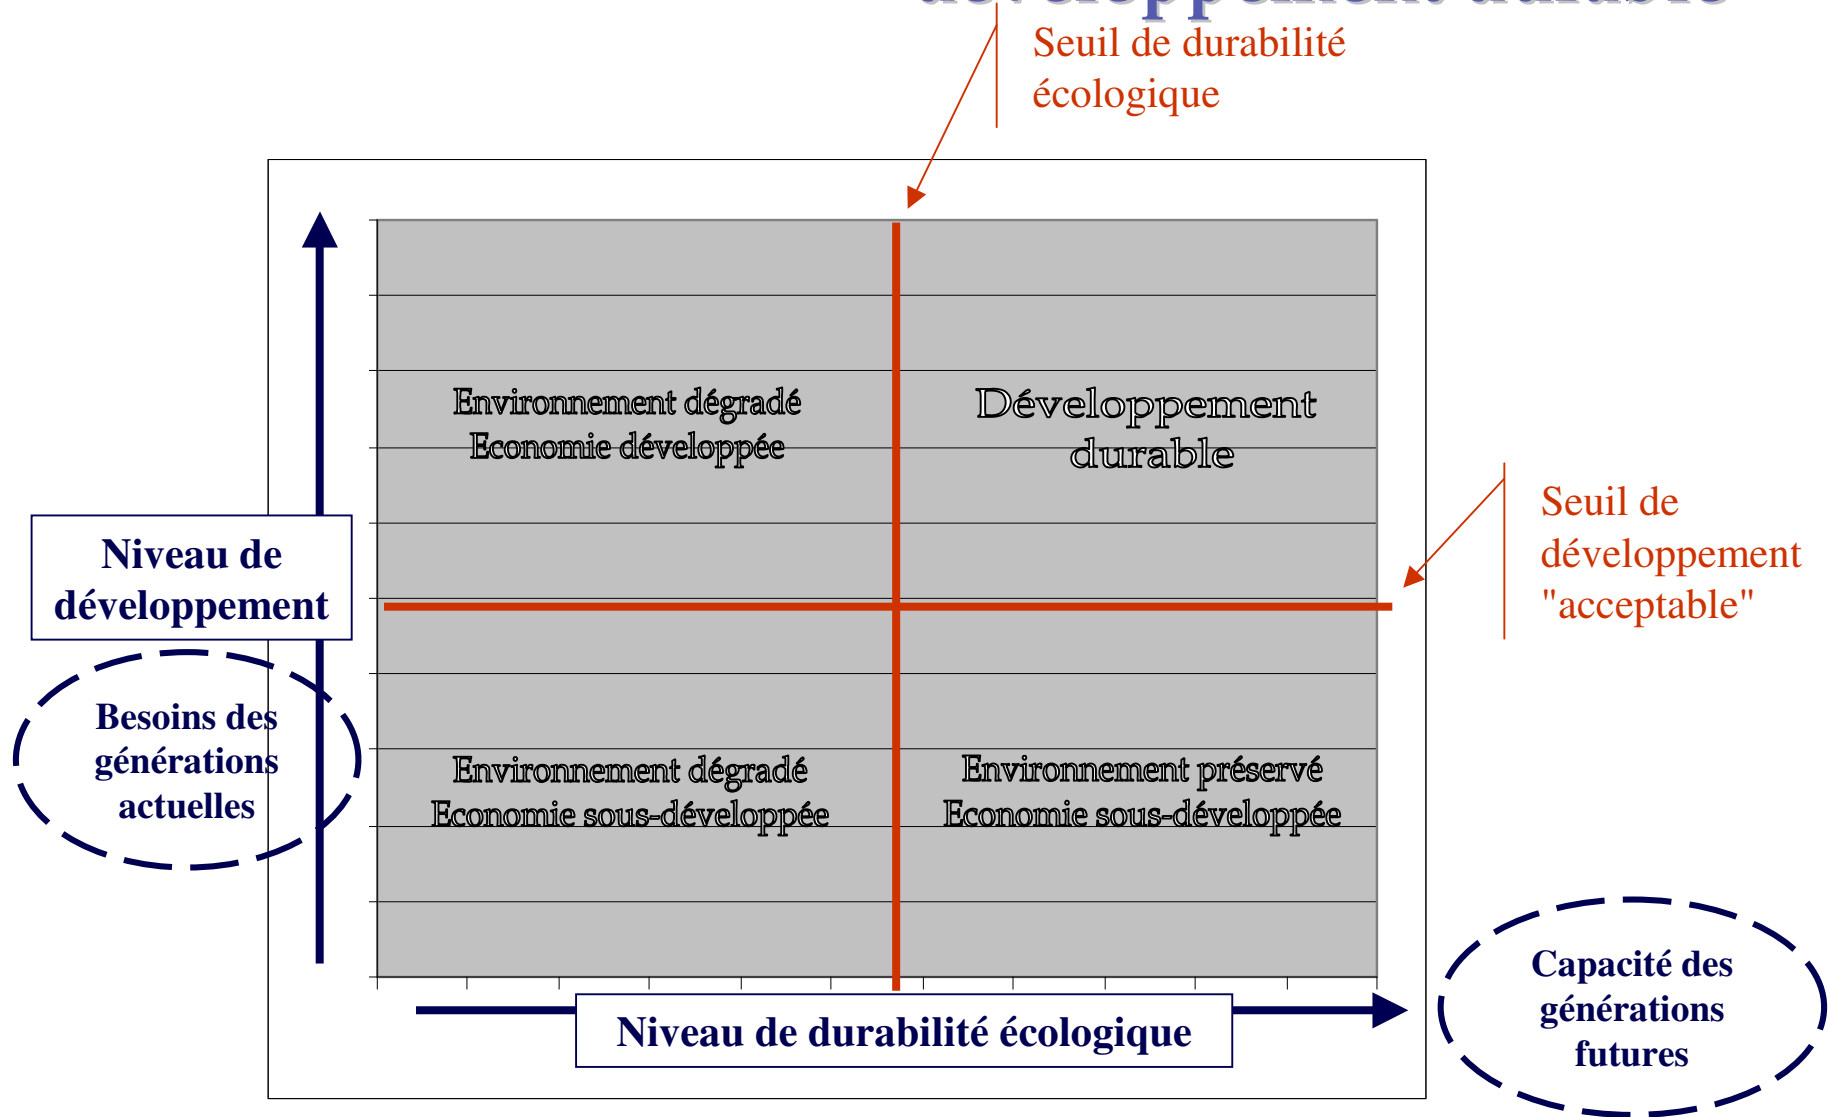 développement durable
Seuil de durabilité
écologique
Environnement dégradé
Economie développée
Développement
durable
Seuil de
développement
"acceptable"
Niveau de
développement
Besoins des
générations
actuelles
Environnement dégradé
Economie sous-développée
Environnement préservé
Economie sous-développée
Niveau de durabilité écologique
Capacité des
générations
futures